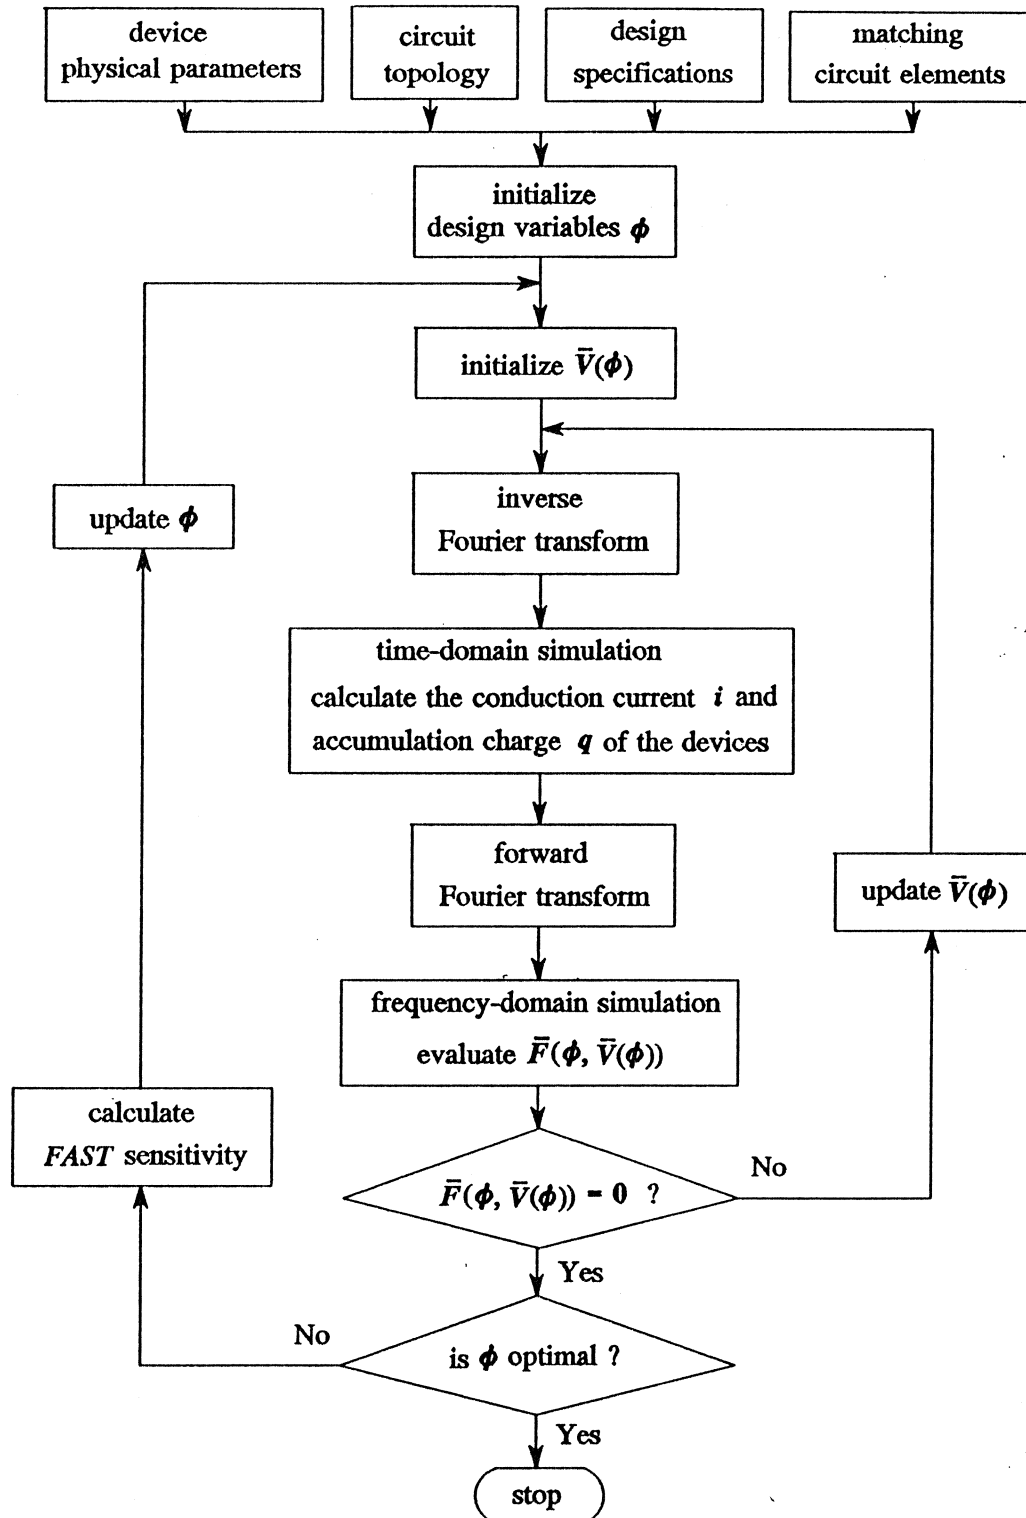 device
physical parameters
circuit
topology
design
specifications
matching
circuit elements
initialize
design variables ϕ
initialize V̄(ϕ)
update ϕ
inverse
Fourier transform
time-domain simulation
calculate the conduction current i and
accumulation charge q of the devices
forward
Fourier transform
update V̄(ϕ)
frequency-domain simulation
evaluate F̄(ϕ, V̄(ϕ))
calculate
FAST sensitivity
F̄(ϕ, V̄(ϕ)) = 0 ?
No
Yes
is ϕ optimal ?
No
Yes
stop